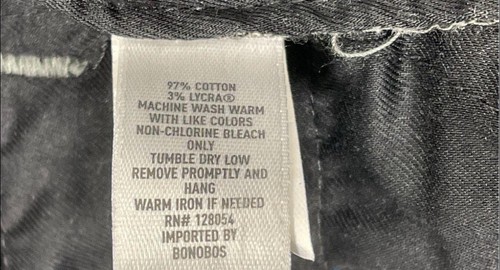 97% COTTON
3% LYCRA®
MACHINE WASH WARM
WITH LIKE COLORS
NON-CHLORINE BLEACH
ONLY
TUMBLE DRY LOW
REMOVE PROMPTLY AND
HANG
WARM IRON IF NEEDED
RN# 128054
IMPORTED BY
BONOBOS